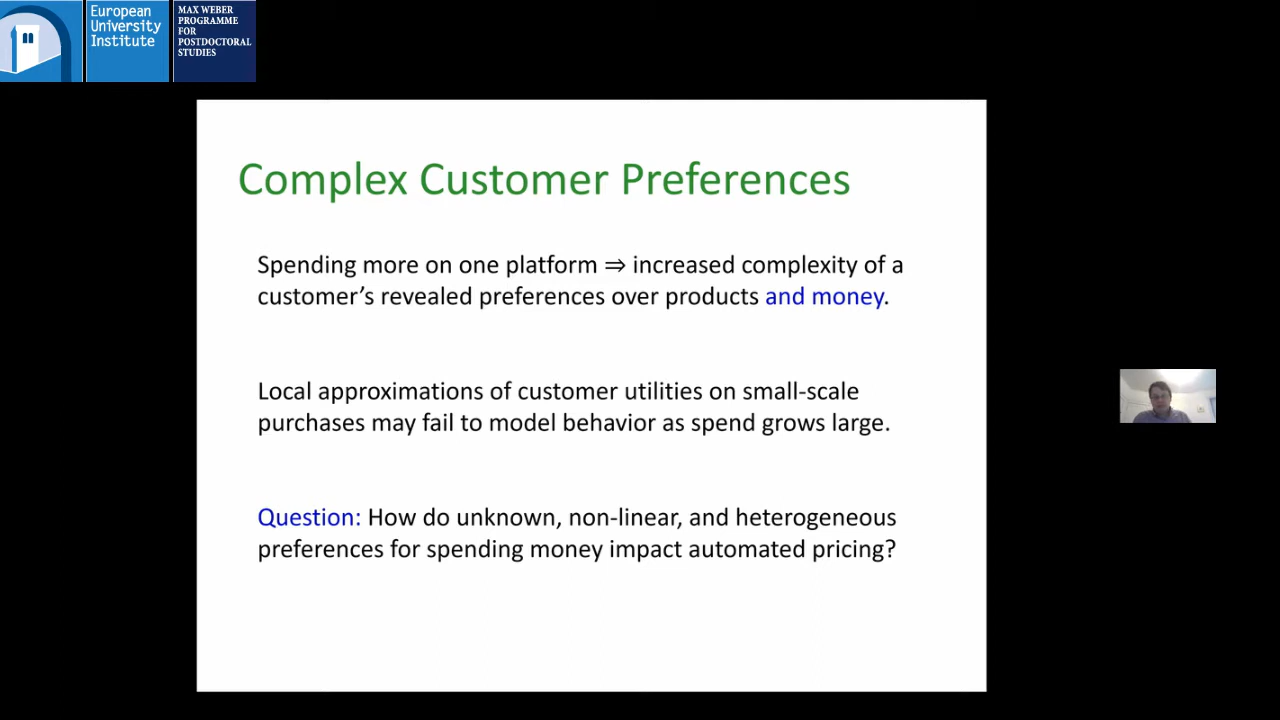 European
University
Institute
MAX WEBER
PROGRAMME
FOR
POSTDOCTORAL
STUDIES
Complex Customer Preferences
Spending more on one platform ⇒ increased complexity of a
customer’s revealed preferences over products and money.
Local approximations of customer utilities on small-scale
purchases may fail to model behavior as spend grows large.
Question: How do unknown, non-linear, and heterogeneous
preferences for spending money impact automated pricing?